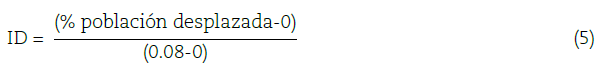 (% población desplazada-0)
ID =
(0.08-0)
(5)